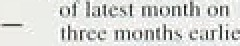 of latest month on
— three months earlie